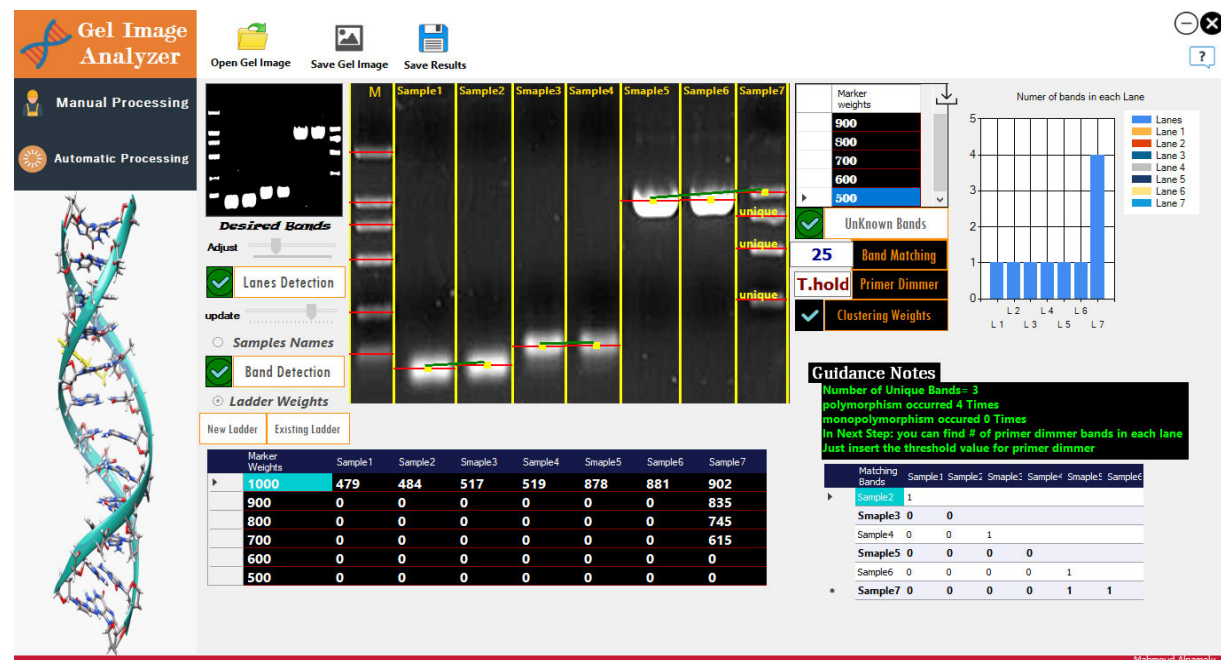 Gel Image
Analyzer
Open Gel Image
Save Gel Image
Save Results
?
Manual Processing
Automatic Processing
Desired Bands
Adjust
Lanes Detection
update
Samples Names
Band Detection
Ladder Weights
New Ladder
Existing Ladder
M Sample1 Sample2 Smaple3 Sample4 Smaple5 Sample6 Sample7
unique
unique
unique
Marker
weights
900
800
700
600
500
UnKnown Bands
25 Band Matching
T.hold Primer Dimmer
Clustering Weights
Numer of bands in each Lane
5
4
3
2
1
0
L 2 L 4 L 6
L 1 L 3 L 5 L 7
Lanes
Lane 1
Lane 2
Lane 3
Lane 4
Lane 5
Lane 6
Lane 7
Guidance Notes
Number of Unique Bands= 3
polymorphism occurred 4 Times
monopolymorphism occured 0 Times
In Next Step: you can find # of primer dimmer bands in each lane
Just insert the threshold value for primer dimmer
Marker
Weights Sample1 Sample2 Smaple3 Sample4 Smaple5 Sample6 Sample7
1000 479 484 517 519 878 881 902
900 0 0 0 0 0 0 835
800 0 0 0 0 0 0 745
700 0 0 0 0 0 0 615
600 0 0 0 0 0 0 0
500 0 0 0 0 0 0 0
Matching
Bands Sample1 Sample2 Smaple3 Sample4 Smaple5 Sample6
Sample2 1
Smaple3 0 0
Sample4 0 0 1
Smaple5 0 0 0 0
Sample6 0 0 0 0 1
Sample7 0 0 0 0 1 1